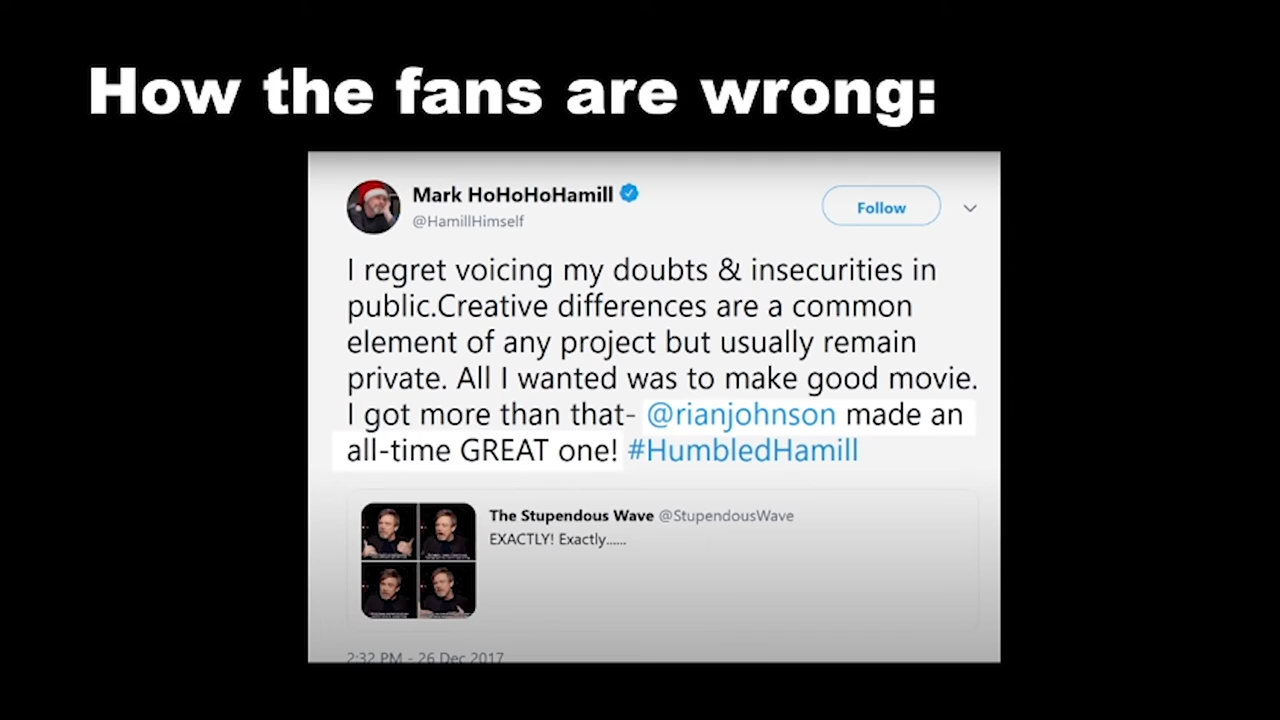 How the fans are wrong:
Mark HoHoHoHamill
@HamillHimself
Follow
I regret voicing my doubts & insecurities in
public.Creative differences are a common
element of any project but usually remain
private. All I wanted was to make good movie.
I got more than that- @rianjohnson made an
all-time GREAT one! #HumbledHamill
The Stupendous Wave @StupendousWave
EXACTLY! Exactly......
2:32 PM - 26 Dec 2017